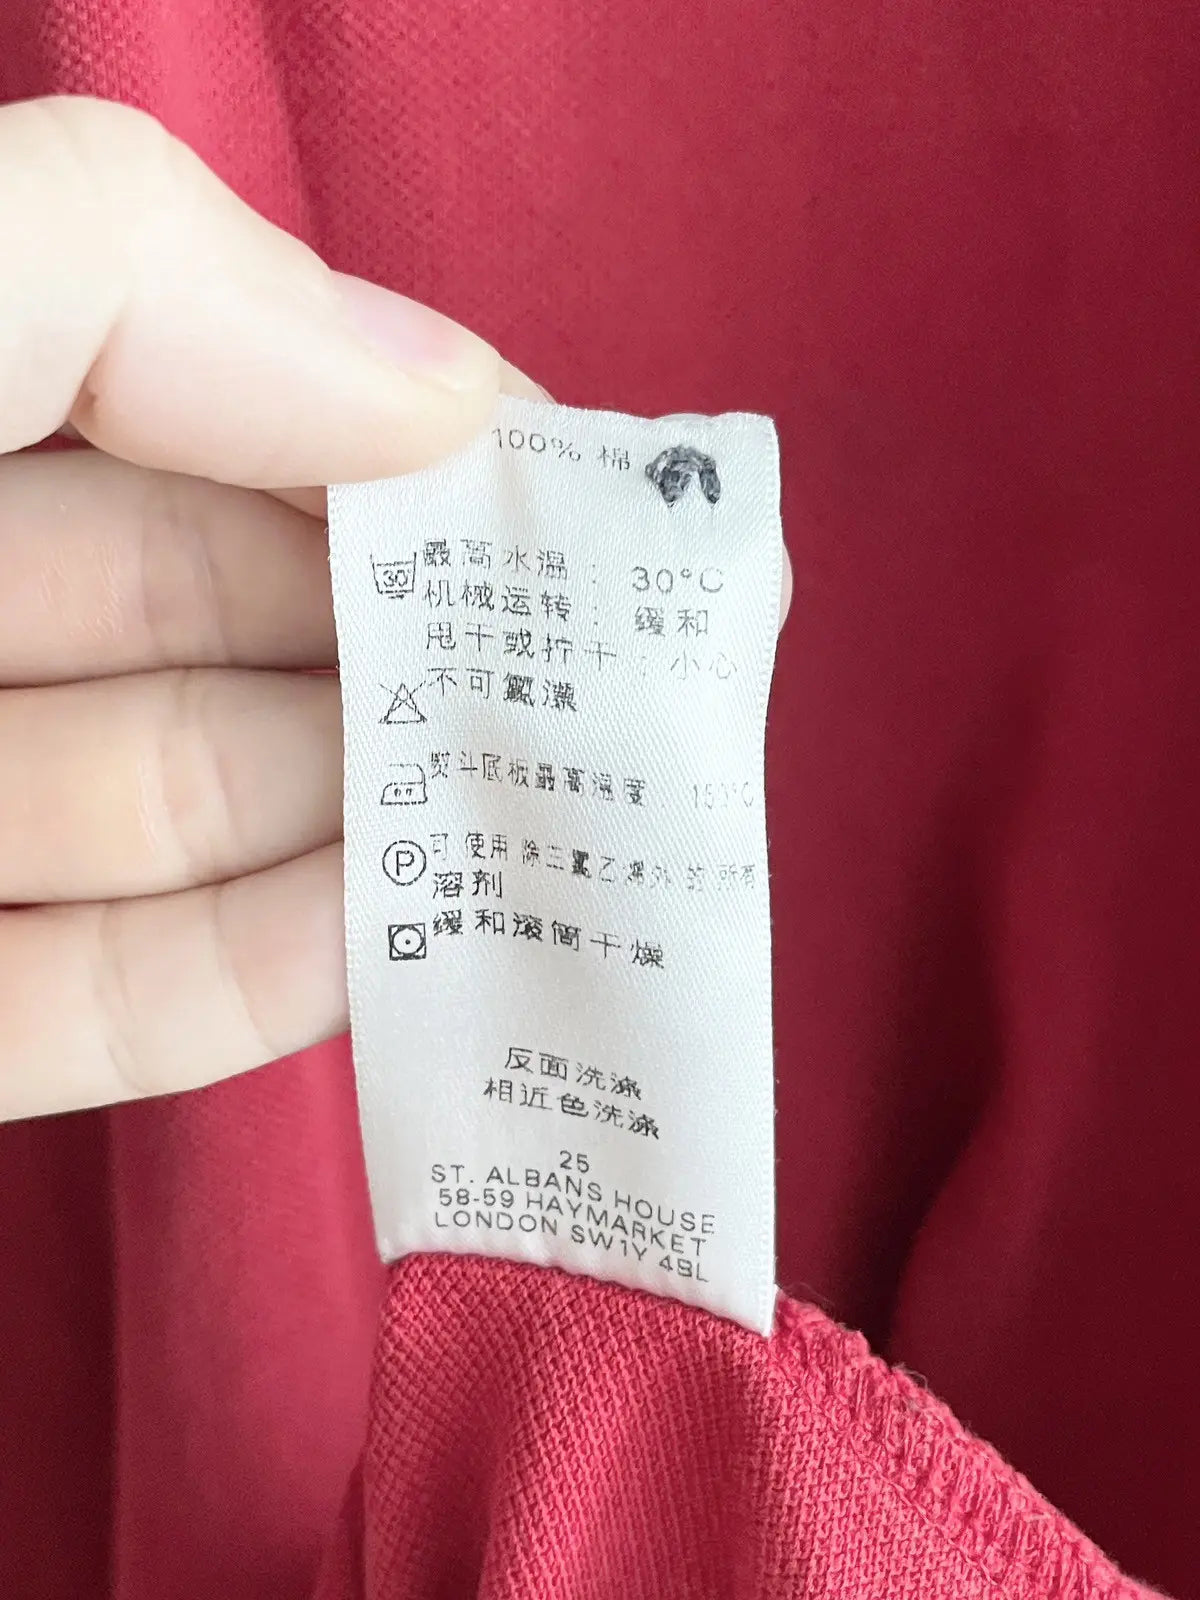 100% 棉
30
最高水温 : 30°C
机械运转 : 缓和
甩干或拧干 : 小心
不可氯漂
熨斗底板最高温度 : 150°C
P
可使用除三氯乙烯外的所有
溶剂
缓和滚筒干燥
反面洗涤
相近色洗涤
25
ST. ALBANS HOUSE
58-59 HAYMARKET
LONDON SW1Y 4BL